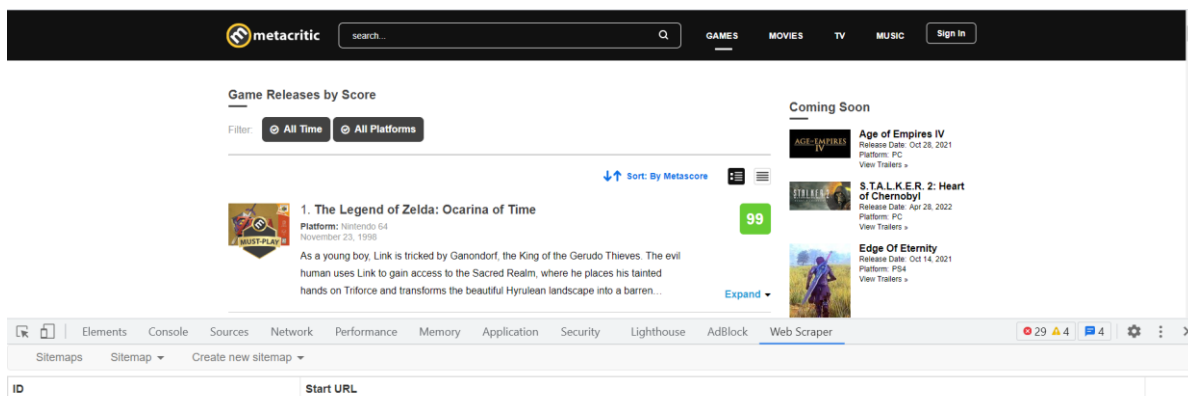 metacritic
search...
GAMES MOVIES TV MUSIC Sign In
Game Releases by Score
Filter: All Time All Platforms
Sort: By Metascore
1. The Legend of Zelda: Ocarina of Time
Platform: Nintendo 64
November 23, 1998
99
As a young boy, Link is tricked by Ganondorf, the King of the Gerudo Thieves. The evil
human uses Link to gain access to the Sacred Realm, where he places his tainted
hands on Triforce and transforms the beautiful Hyrulean landscape into a barren...
Expand
MUST-PLAY
Coming Soon
AGE OF EMPIRES
IV
Age of Empires IV
Release Date: Oct 28, 2021
Platform: PC
View Trailers »
S.T.A.L.K.E.R. 2: Heart
of Chernobyl
Release Date: Apr 28, 2022
Platform: PC
View Trailers »
Edge Of Eternity
Release Date: Oct 14, 2021
Platform: PS4
View Trailers »
Elements Console Sources Network Performance Memory Application Security Lighthouse AdBlock Web Scraper 29 4 4
Sitemaps Sitemap Create new sitemap
ID Start URL